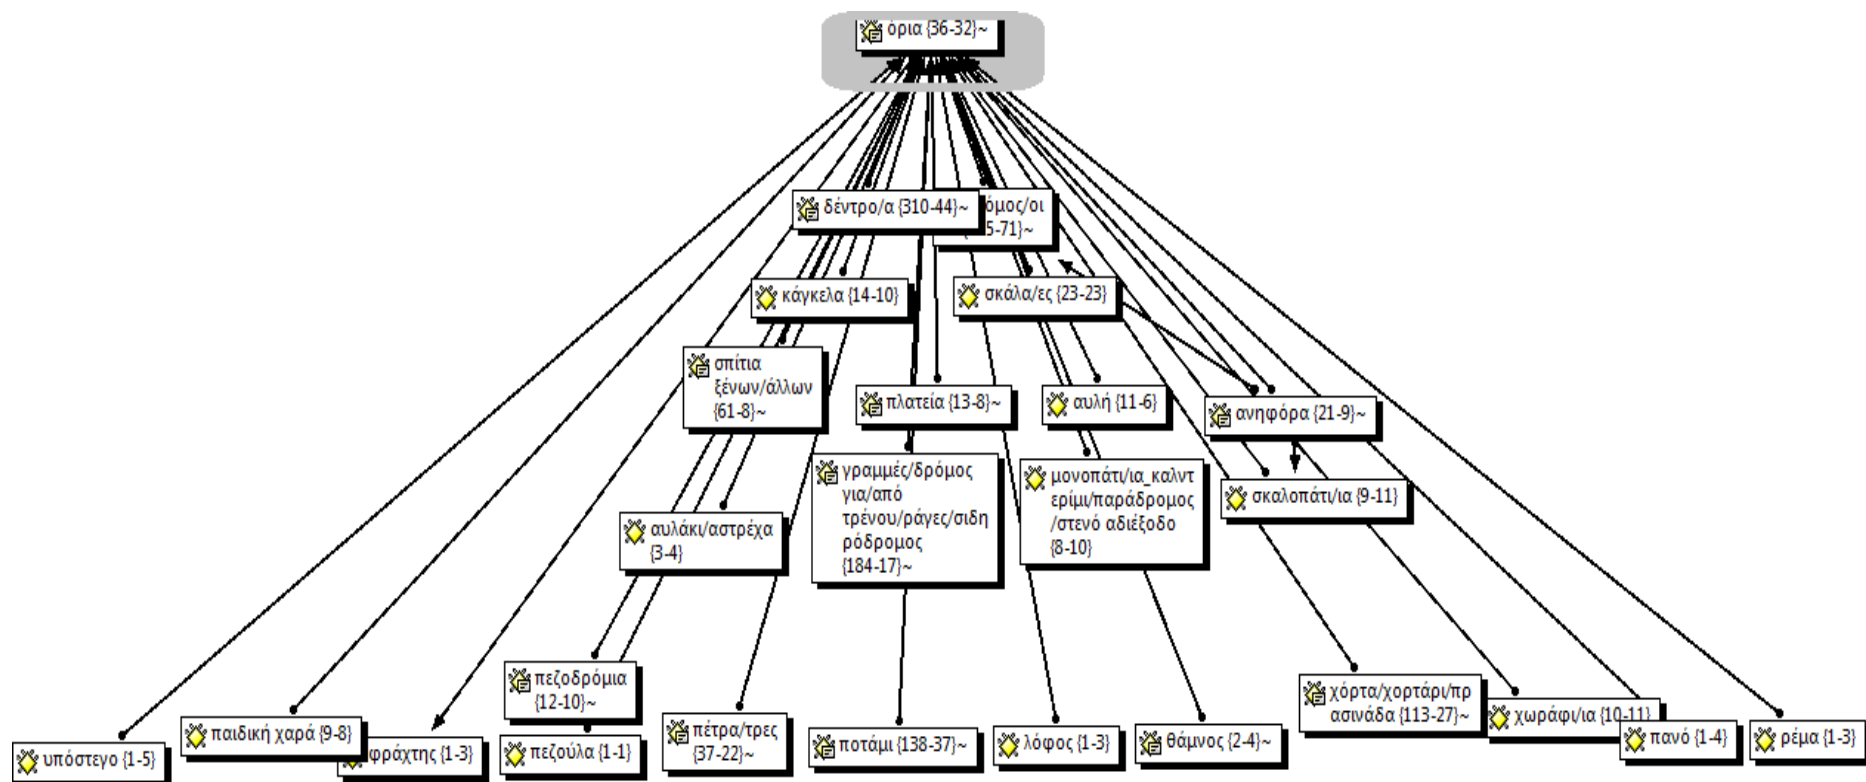 όρια {36-32}~
δέντρο/α {310-44}~
όμος/οι
5-71}~
κάγκελα {14-10}
σκάλα/ες {23-23}
σπίτια
ξένων/άλλων
{61-8}~
πλατεία {13-8}~
αυλή {11-6}
ανηφόρα {21-9}~
γραμμές/δρόμος
για/από
τρένου/ράγες/σιδη
ρόδρομος
{184-17}~
μονοπάτι/ια_καλντ
ερίμι/παράδρομος
/στενό αδιέξοδο
{8-10}
σκαλοπάτι/ια {9-11}
αυλάκι/αστρέχα
{3-4}
πεζοδρόμια
{12-10}~
χόρτα/χορτάρι/πρ
ασινάδα {113-27}~
υπόστεγο {1-5}
παιδική χαρά {9-8}
φράχτης {1-3}
πεζούλα {1-1}
πέτρα/τρες
{37-22}~
ποτάμι {138-37}~
λόφος {1-3}
θάμνος {2-4}~
χωράφι/ια {10-11}
πανό {1-4}
ρέμα {1-3}